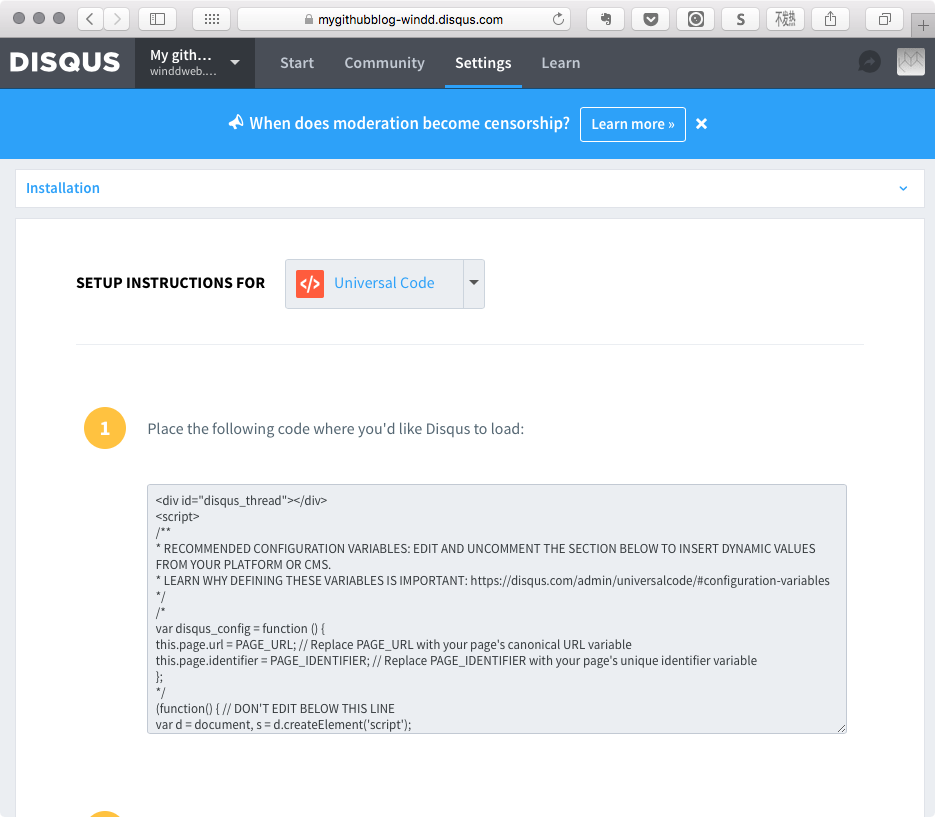 mygithubblog-windd.disqus.com
S
DISQUS
My gith...
winddweb....
Start
Community
Settings
Learn
When does moderation become censorship?
Learn more »
Installation
SETUP INSTRUCTIONS FOR
</>
Universal Code
1
Place the following code where you'd like Disqus to load:
<div id="disqus_thread"></div>
<script>
/**
* RECOMMENDED CONFIGURATION VARIABLES: EDIT AND UNCOMMENT THE SECTION BELOW TO INSERT DYNAMIC VALUES
FROM YOUR PLATFORM OR CMS.
* LEARN WHY DEFINING THESE VARIABLES IS IMPORTANT: https://disqus.com/admin/universalcode/#configuration-variables
*/
/*
var disqus_config = function () {
this.page.url = PAGE_URL; // Replace PAGE_URL with your page's canonical URL variable
this.page.identifier = PAGE_IDENTIFIER; // Replace PAGE_IDENTIFIER with your page's unique identifier variable
};
*/
(function() { // DON'T EDIT BELOW THIS LINE
var d = document, s = d.createElement('script');